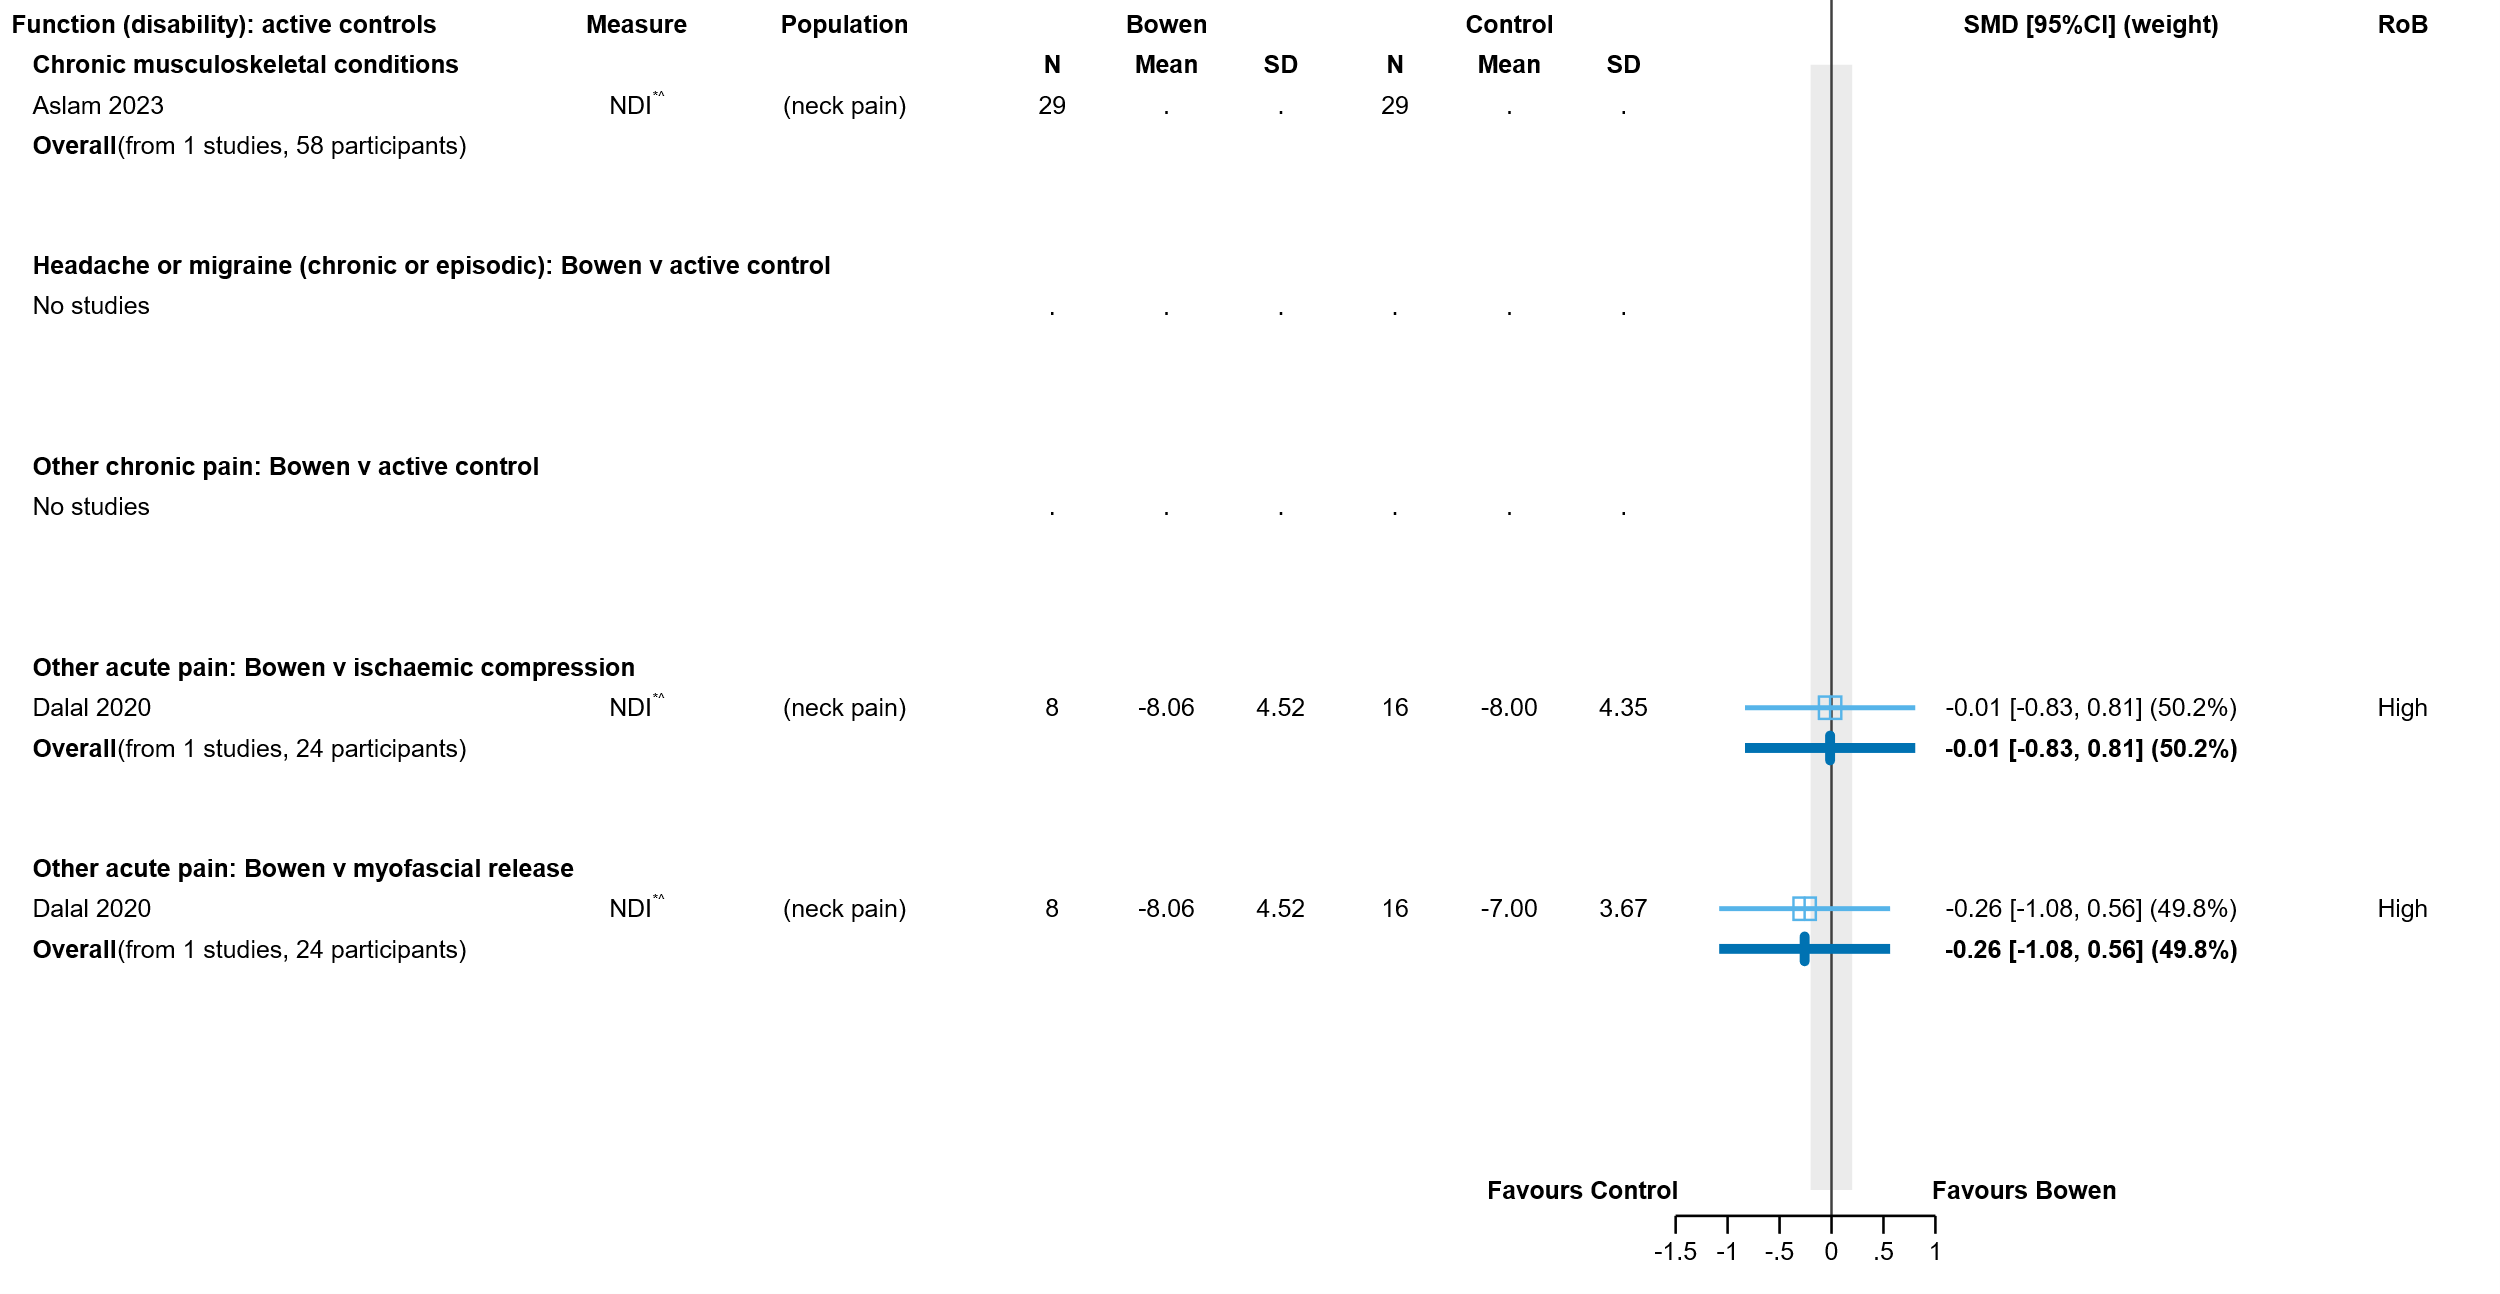 Function (disability): active controls Measure Population Bowen Control SMD [95%CI] (weight) RoB
Chronic musculoskeletal conditions N Mean SD N Mean SD
Aslam 2023 NDI*^ (neck pain) 29 . . 29 . .
Overall(from 1 studies, 58 participants)
Headache or migraine (chronic or episodic): Bowen v active control
No studies . . . . . .
Other chronic pain: Bowen v active control
No studies . . . . . .
Other acute pain: Bowen v ischaemic compression
Dalal 2020 NDI*^ (neck pain) 8 -8.06 4.52 16 -8.00 4.35 -0.01 [-0.83, 0.81] (50.2%) High
Overall(from 1 studies, 24 participants) -0.01 [-0.83, 0.81] (50.2%)
Other acute pain: Bowen v myofascial release
Dalal 2020 NDI*^ (neck pain) 8 -8.06 4.52 16 -7.00 3.67 -0.26 [-1.08, 0.56] (49.8%) High
Overall(from 1 studies, 24 participants) -0.26 [-1.08, 0.56] (49.8%)
Favours Control Favours Bowen
-1.5 -1 -.5 0 .5 1